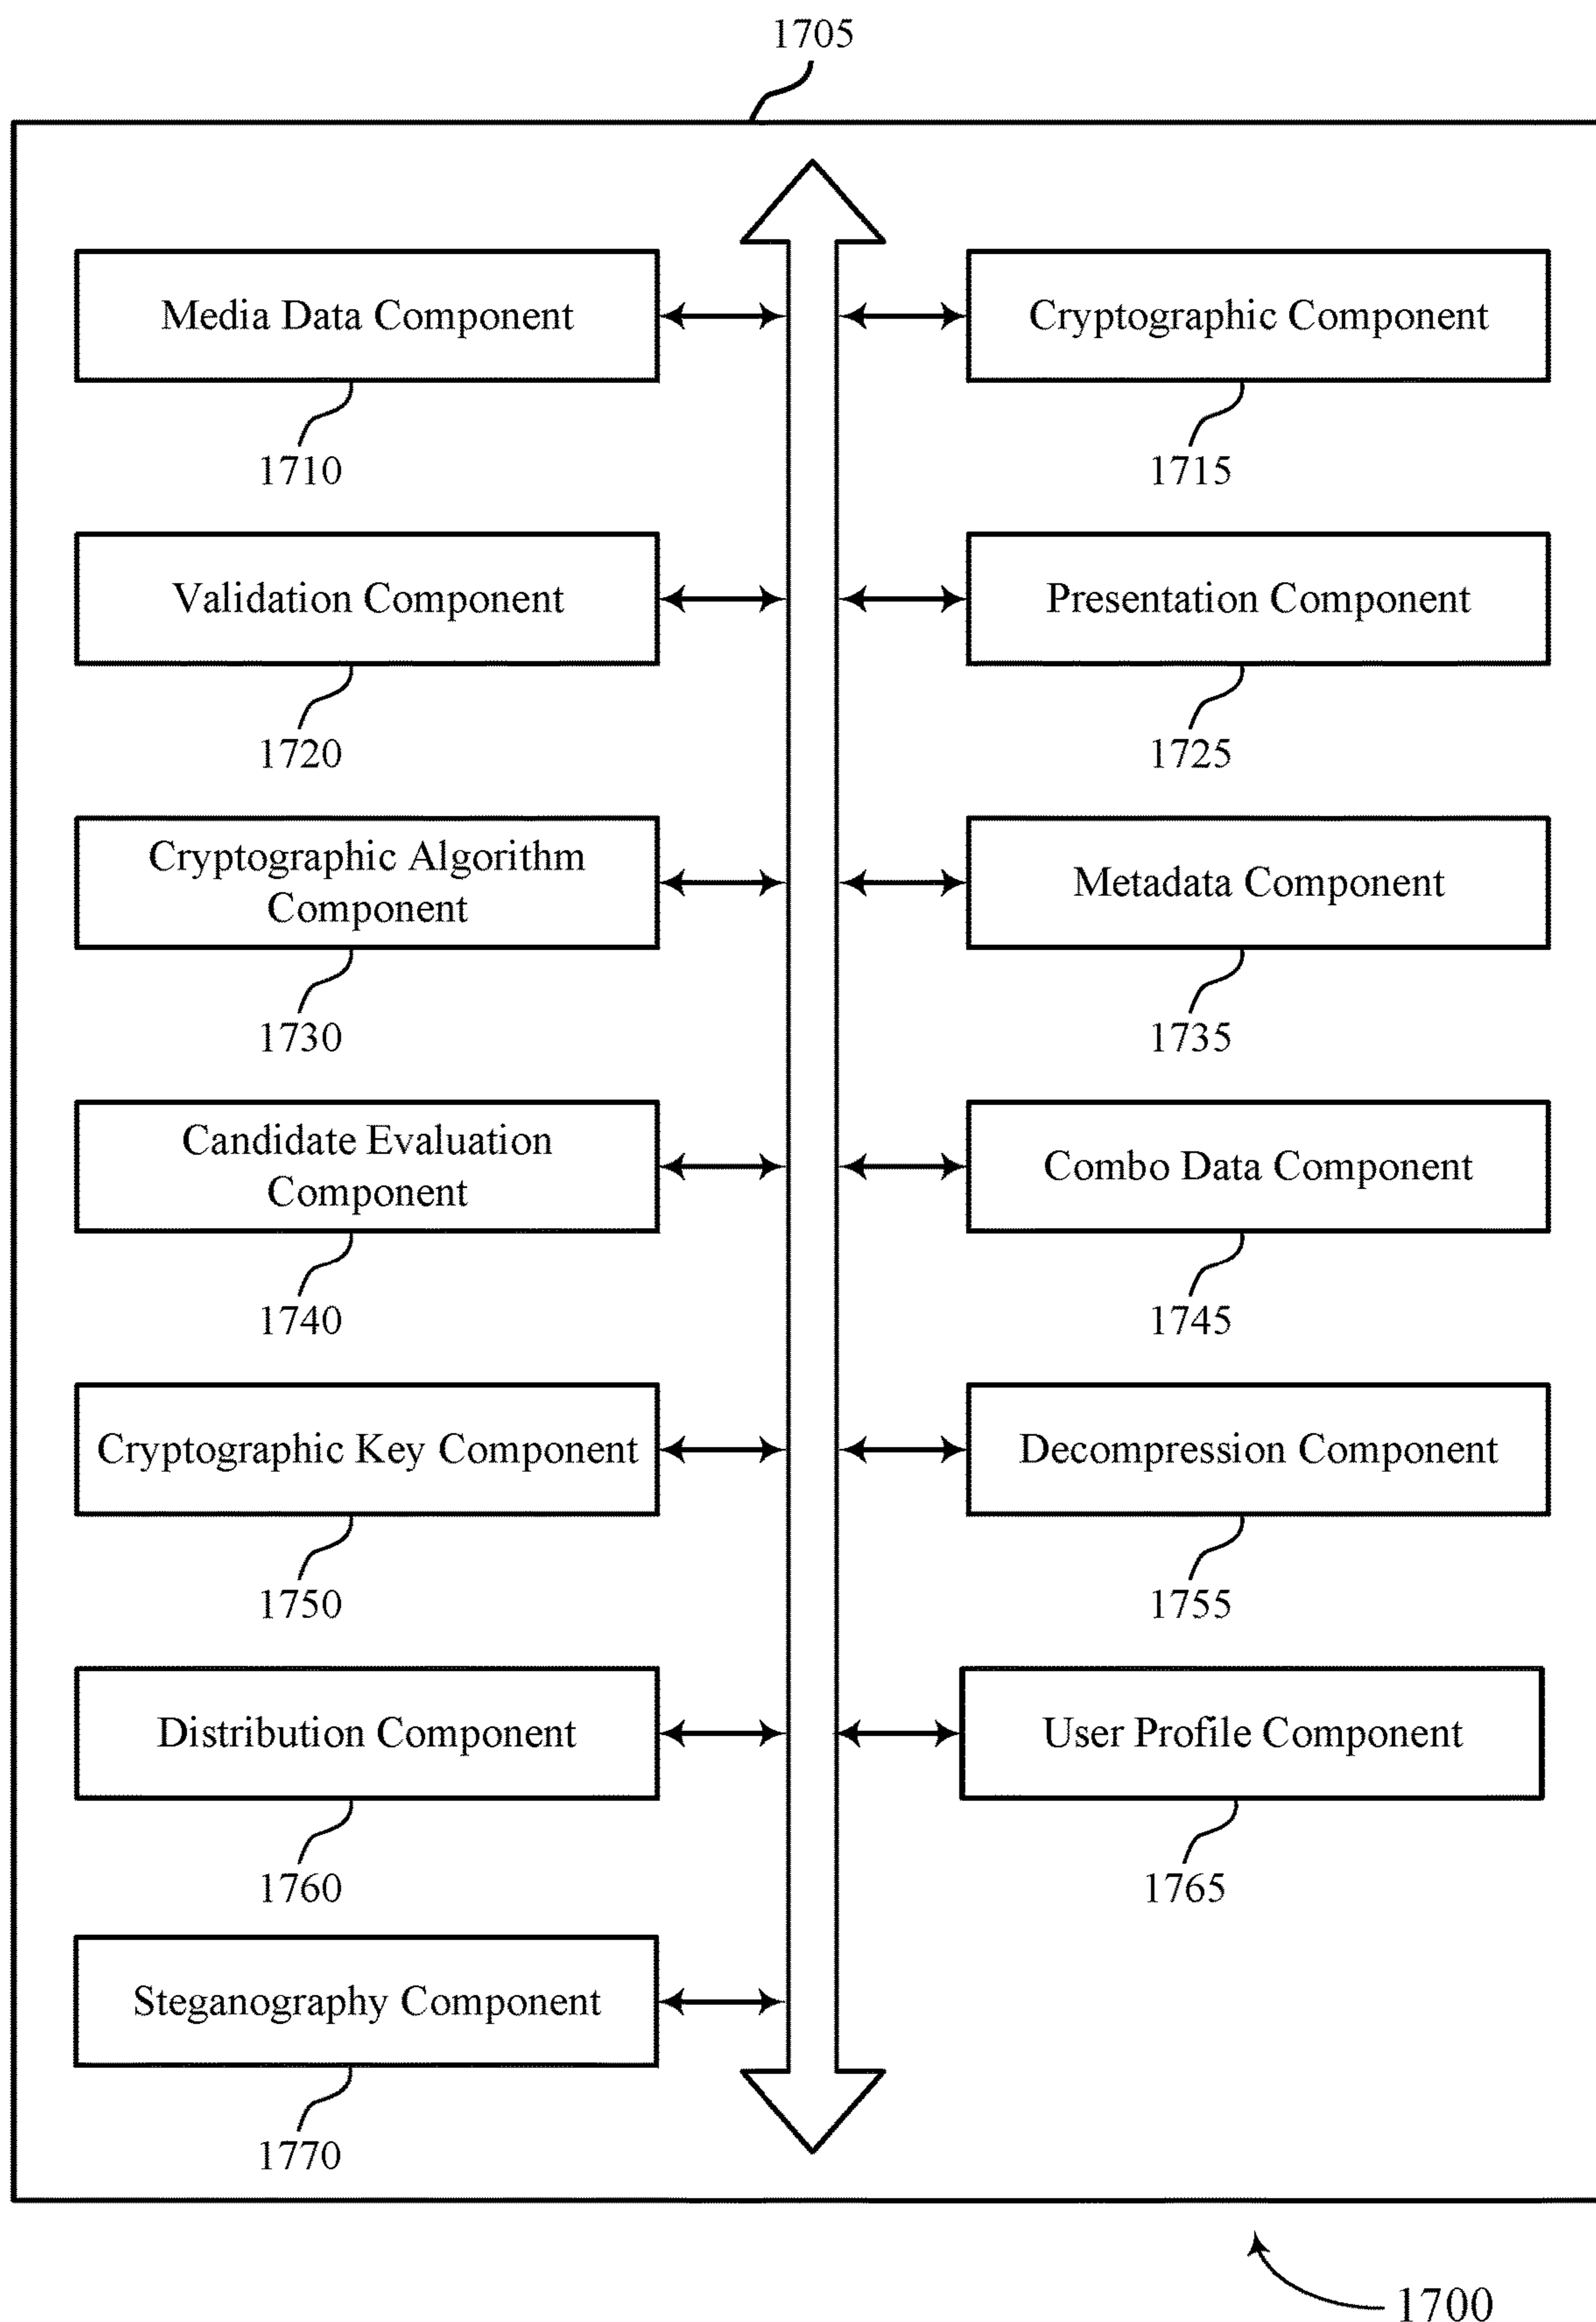 1705
Media Data Component
Cryptographic Component
1710
1715
Validation Component
Presentation Component
1720
1725
Cryptographic Algorithm
Component
Metadata Component
1730
1735
Candidate Evaluation
Component
Combo Data Component
1740
1745
Cryptographic Key Component
Decompression Component
1750
1755
Distribution Component
User Profile Component
1760
1765
Steganography Component
1770
1700